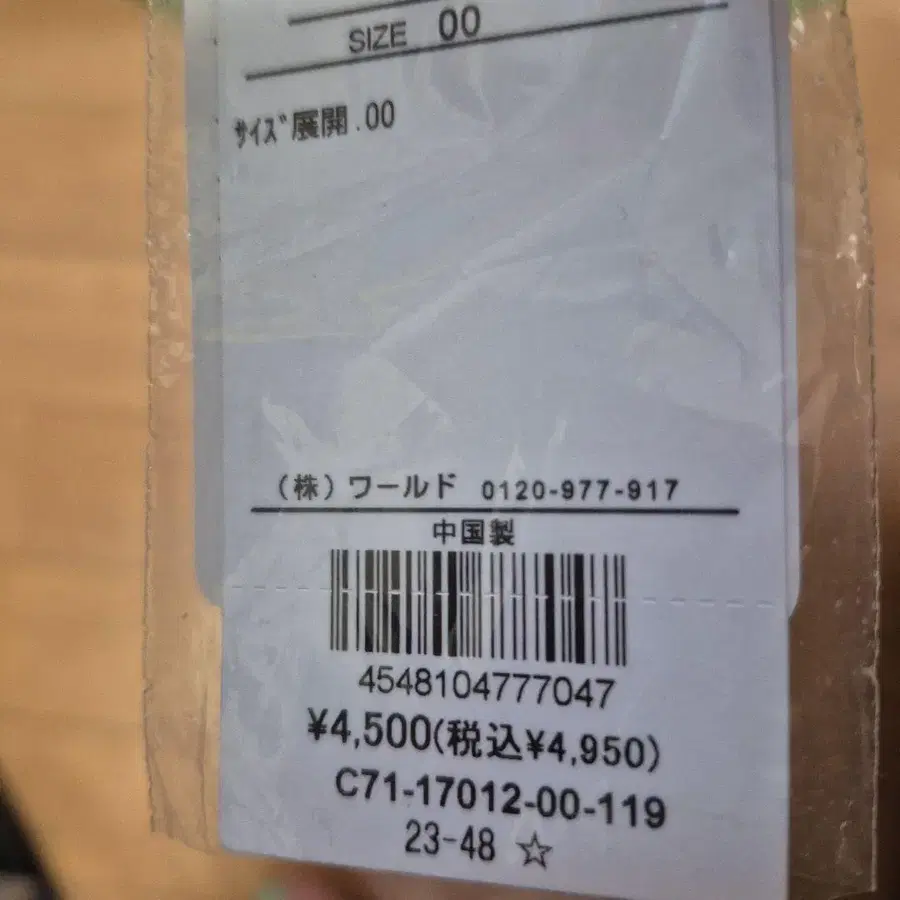 SIZE 00
ｻｲｽﾞ展開.00
(株)ワールド 0120-977-917
中国製
4548104777047
¥4,500(税込¥4,950)
C71-17012-00-119
23-48 ☆